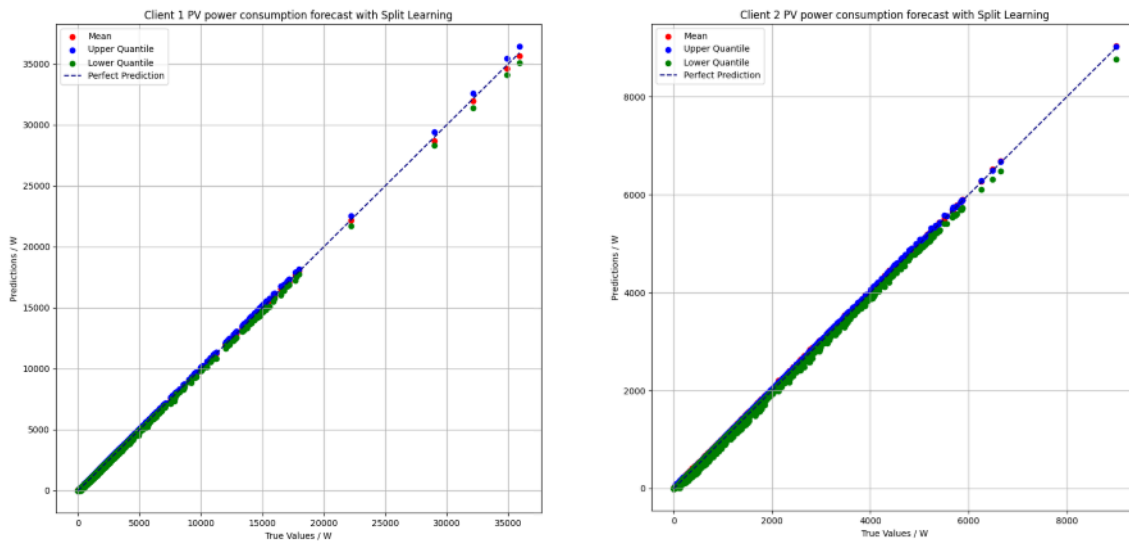 Client 1 PV power consumption forecast with Split Learning
Mean
Upper Quantile
Lower Quantile
Perfect Prediction
35000
30000
25000
20000
15000
10000
5000
0
Predictions / W
0 5000 10000 15000 20000 25000 30000 35000
True Values / W
Client 2 PV power consumption forecast with Split Learning
Mean
Upper Quantile
Lower Quantile
Perfect Prediction
8000
6000
4000
2000
0
Predictions / W
0 2000 4000 6000 8000
True Values / W